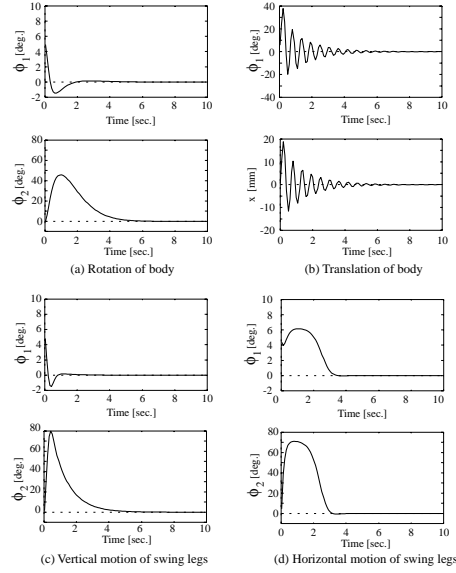 10
8
6
4
2
0
-2
ϕ1 [deg.]
0 2 4 6 8 10
Time [sec.]
80
60
40
20
0
ϕ2 [deg.]
0 2 4 6 8 10
Time [sec.]
(a) Rotation of body
40
20
0
-20
40
ϕ1 [deg.]
0 2 4 6 8 10
Time [sec.]
20
10
0
-10
20
x [mm]
0 2 4 6 8 10
Time [sec.]
(b) Translation of body
10
8
6
4
2
0
-2
ϕ1 [deg.]
0 2 4 6 8 10
Time [sec.]
80
60
40
20
0
ϕ2 [deg.]
0 2 4 6 8 10
Time [sec.]
(c) Vertical motion of swing legs
10
8
6
4
2
0
-2
ϕ1 [deg.]
0 2 4 6 8 10
Time [sec.]
80
60
40
20
0
ϕ2 [deg.]
0 2 4 6 8 10
Time [sec.]
(d) Horizontal motion of swing legs